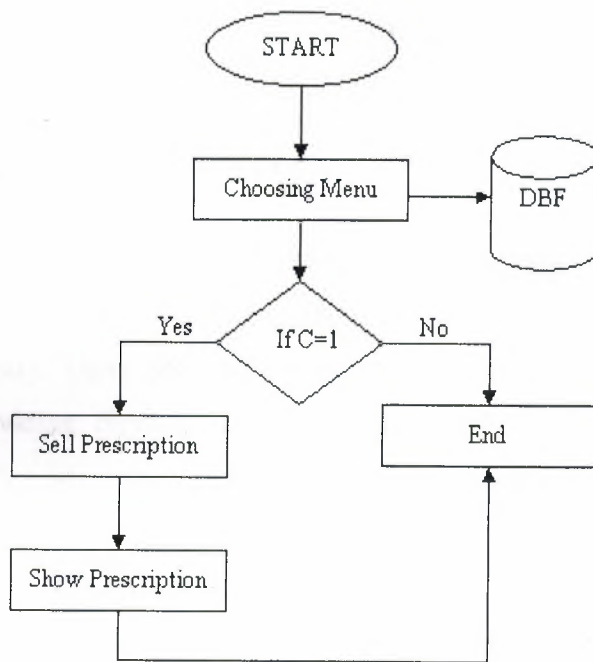 START
Choosing Menu
DBF
If C=1
Yes
No
Sell Prescription
End
Show Prescription